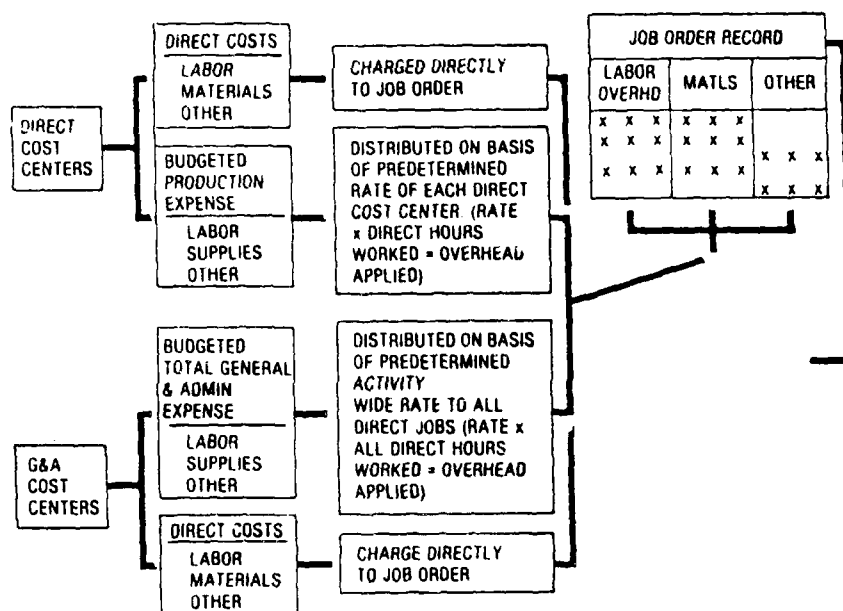 DIRECT
COST
CENTERS
DIRECT COSTS
LABOR
MATERIALS
OTHER
CHARGED DIRECTLY
TO JOB ORDER
BUDGETED
PRODUCTION
EXPENSE
LABOR
SUPPLIES
OTHER
DISTRIBUTED ON BASIS
OF PREDETERMINED
RATE OF EACH DIRECT
COST CENTER. (RATE
x DIRECT HOURS
WORKED = OVERHEAD
APPLIED)
JOB ORDER RECORD
LABOR
OVERHD
MATLS
OTHER
x x x x x x
x x x x x x
x x x
x x x x x x
x x x
G&A
COST
CENTERS
BUDGETED
TOTAL GENERAL
& ADMIN
EXPENSE
LABOR
SUPPLIES
OTHER
DISTRIBUTED ON BASIS
OF PREDETERMINED
ACTIVITY
WIDE RATE TO ALL
DIRECT JOBS (RATE x
ALL DIRECT HOURS
WORKED = OVERHEAD
APPLIED)
DIRECT COSTS
LABOR
MATERIALS
OTHER
CHARGE DIRECTLY
TO JOB ORDER